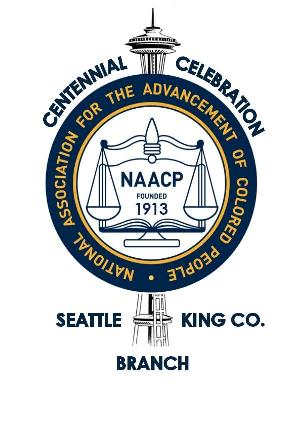 CENTENNIAL CELEBRATION
NATIONAL ASSOCIATION FOR THE ADVANCEMENT OF COLORED PEOPLE •
NAACP
FOUNDED
1913
SEATTLE KING CO.
BRANCH